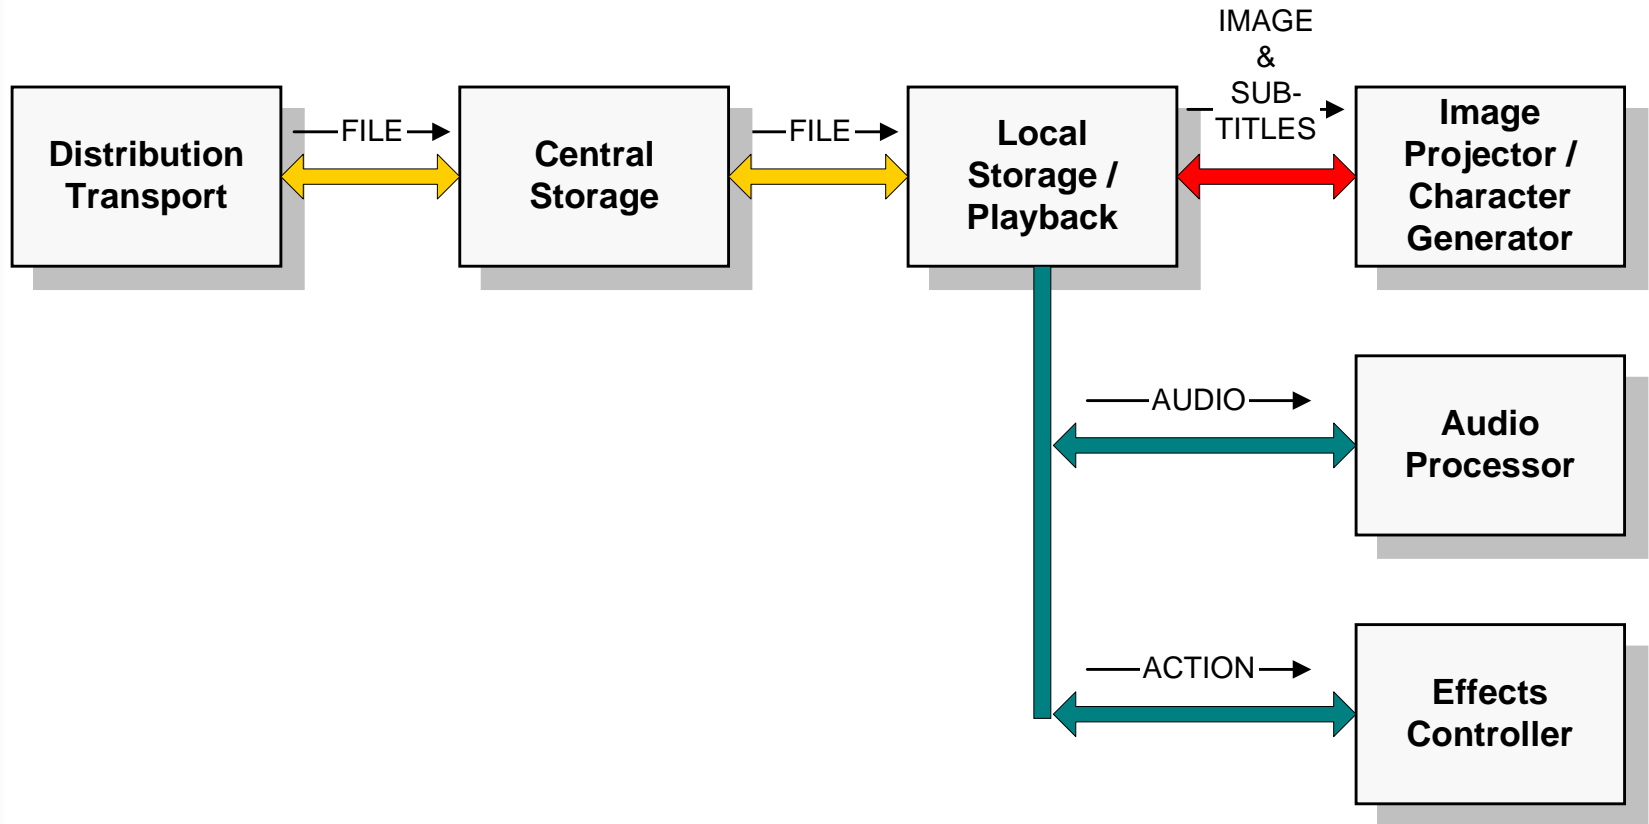 Distribution
Transport
FILE
Central
Storage
FILE
Local
Storage /
Playback
IMAGE
&
SUB-
TITLES
Image
Projector /
Character
Generator
AUDIO
Audio
Processor
ACTION
Effects
Controller